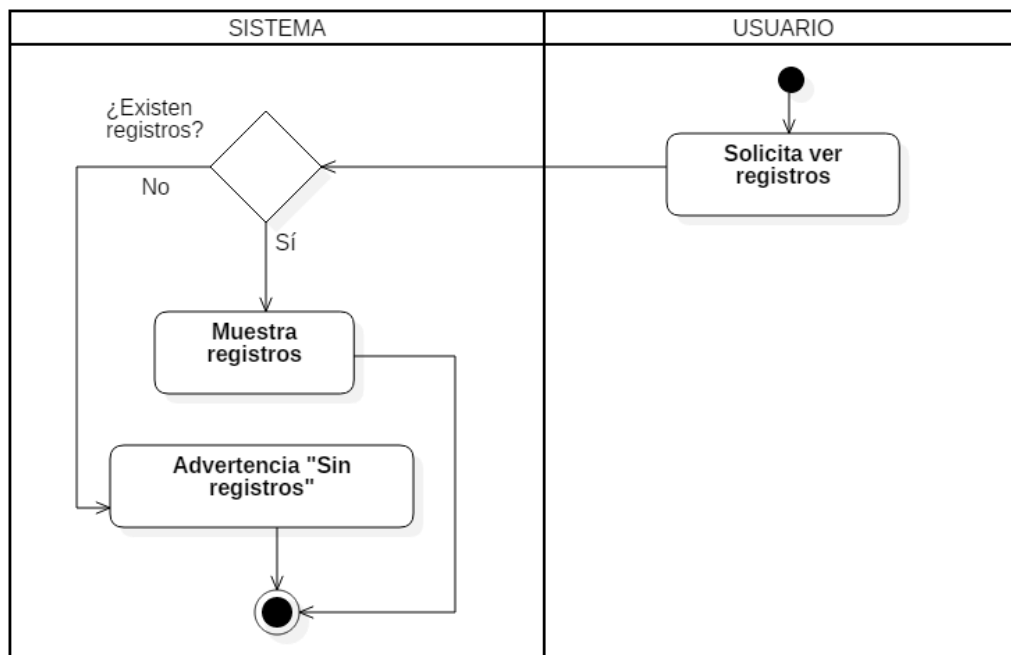 SISTEMA
USUARIO
¿Existen
registros?
No
Solicita ver
registros
Sí
Muestra
registros
Advertencia "Sin
registros"